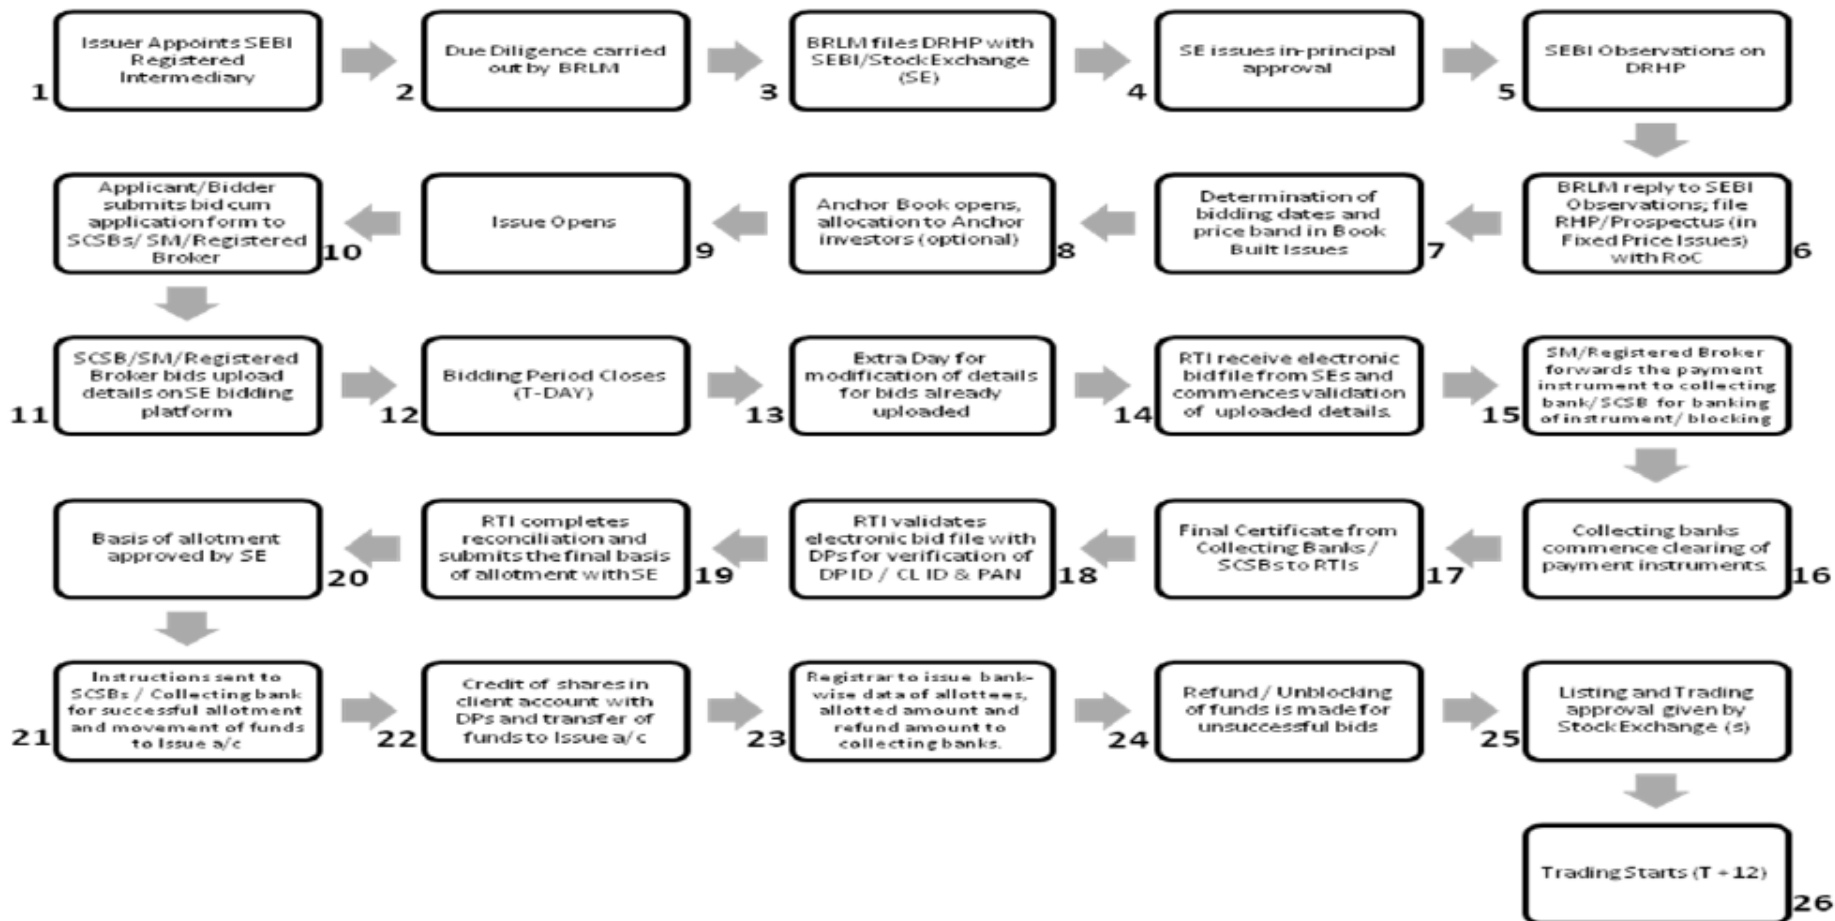 Issuer Appoints SEBI
Registered
Intermediary
1
Due Diligence carried
out by BRLM
2
BRLM files DRHP with
SEBI/Stock Exchange
(SE)
3
SE issues in-principal
approval
4
SEBI Observations on
DRHP
5
BRLM reply to SEBI
Observations; file
RHP/Prospectus (in
Fixed Price Issues)
with RoC
6
Determination of
bidding dates and
price band in Book
Built Issues
7
Anchor Book opens,
allocation to Anchor
investors (optional)
8
Issue Opens
9
Applicant/Bidder
submits bid cum
application form to
SCSBs/ SM/Registered
Broker
10
SCSB/SM/Registered
Broker bids upload
details on SE bidding
platform
11
Bidding Period Closes
(T-DAY)
12
Extra Day for
modification of details
for bids already
uploaded
13
RTI receive electronic
bid file from SEs and
commences validation
of uploaded details.
14
SM/Registered Broker
forwards the payment
instrument to collecting
bank/SCSB for banking
of instrument/ blocking
15
Collecting banks
commence clearing of
payment instruments.
16
Final Certificate from
Collecting Banks /
SCSBs to RTIs
17
RTI validates
electronic bid file with
DPs for verification of
DP ID / CL ID & PAN
18
RTI completes
reconciliation and
submits the final basis
of allotment with SE
19
Basis of allotment
approved by SE
20
Instructions sent to
SCSBs / Collecting bank
for successful allotment
and movement of funds
to Issue a/c
21
Credit of shares in
client account with
DPs and transfer of
funds to Issue a/c
22
Registrar to issue bank-
wise data of allottees,
allotted amount and
refund amount to
collecting banks.
23
Refund / Unblocking
of funds is made for
unsuccessful bids
24
Listing and Trading
approval given by
Stock Exchange (s)
25
Trading Starts (T + 12)
26